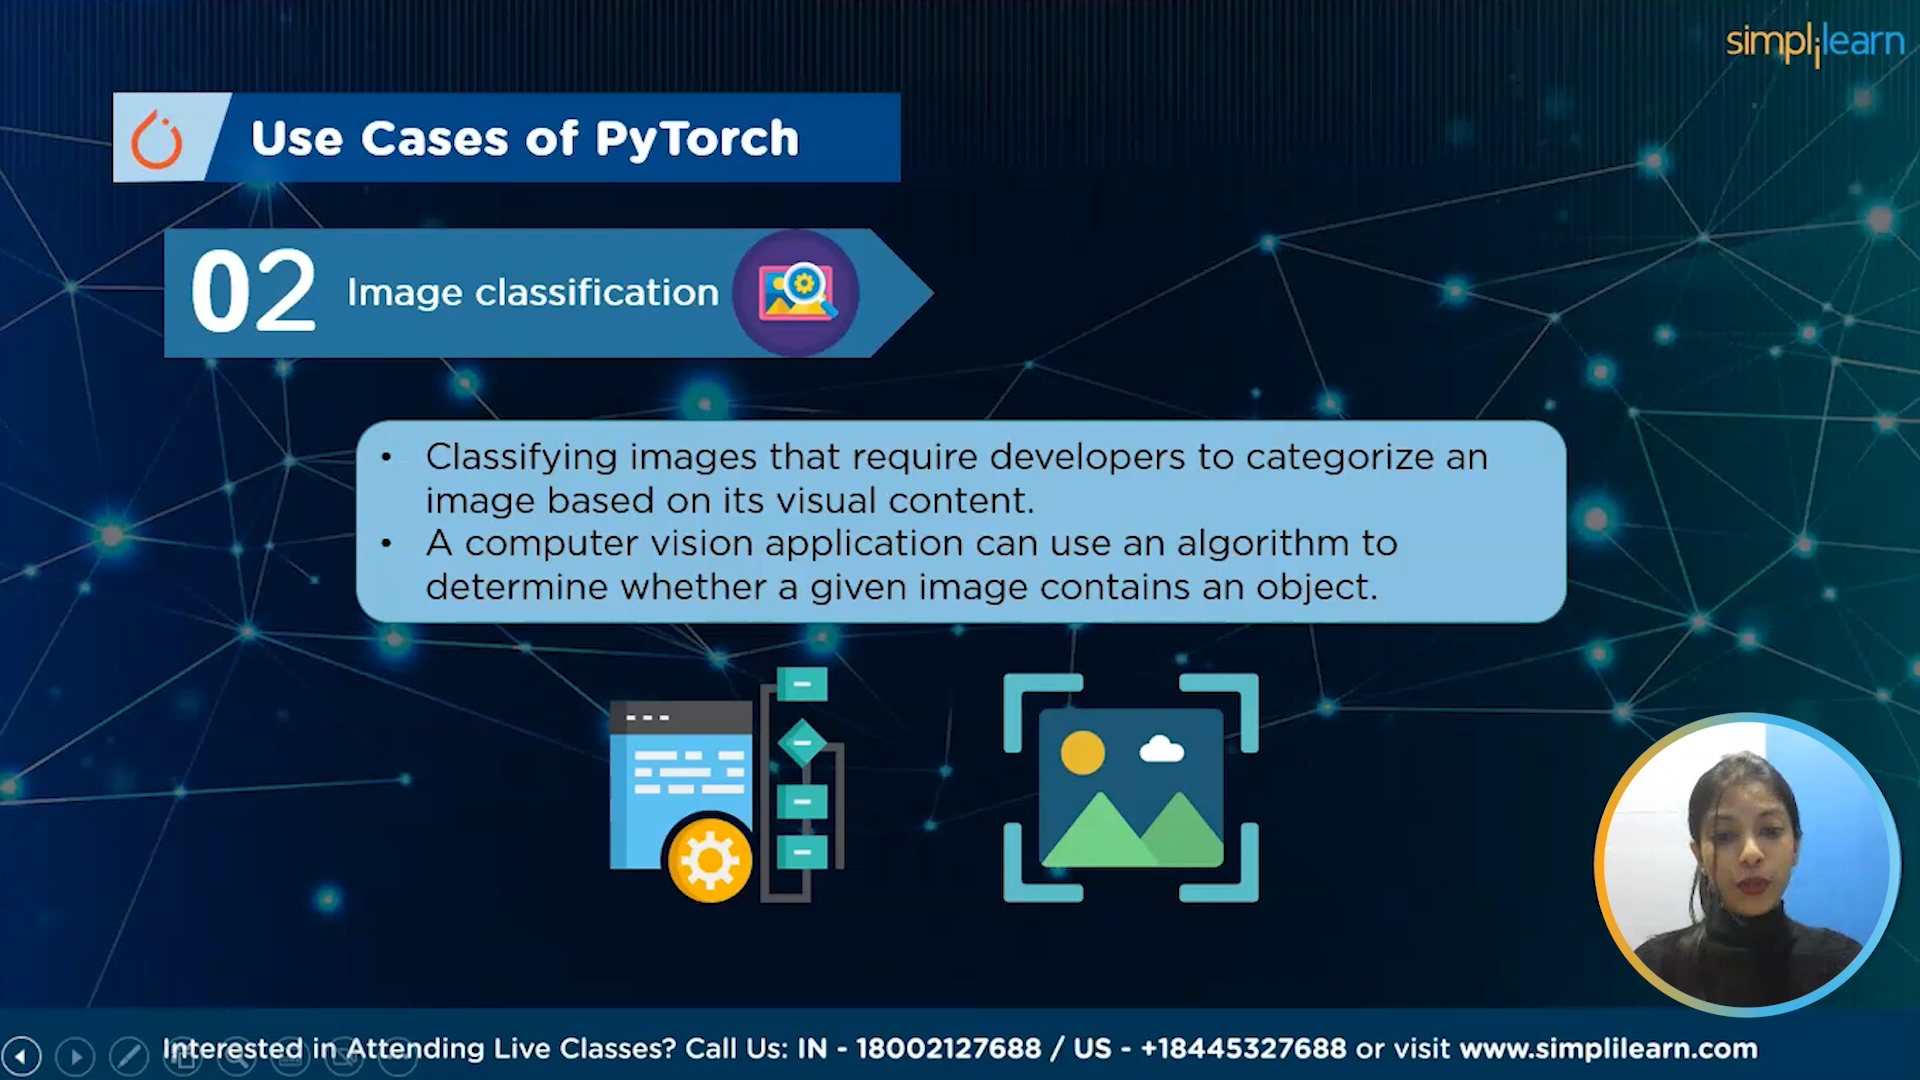 simplilearn
Use Cases of PyTorch
02 Image classification
• Classifying images that require developers to categorize an
image based on its visual content.
• A computer vision application can use an algorithm to
determine whether a given image contains an object.
Interested in Attending Live Classes? Call Us: IN - 18002127688 / US - +18445327688 or visit www.simplilearn.com